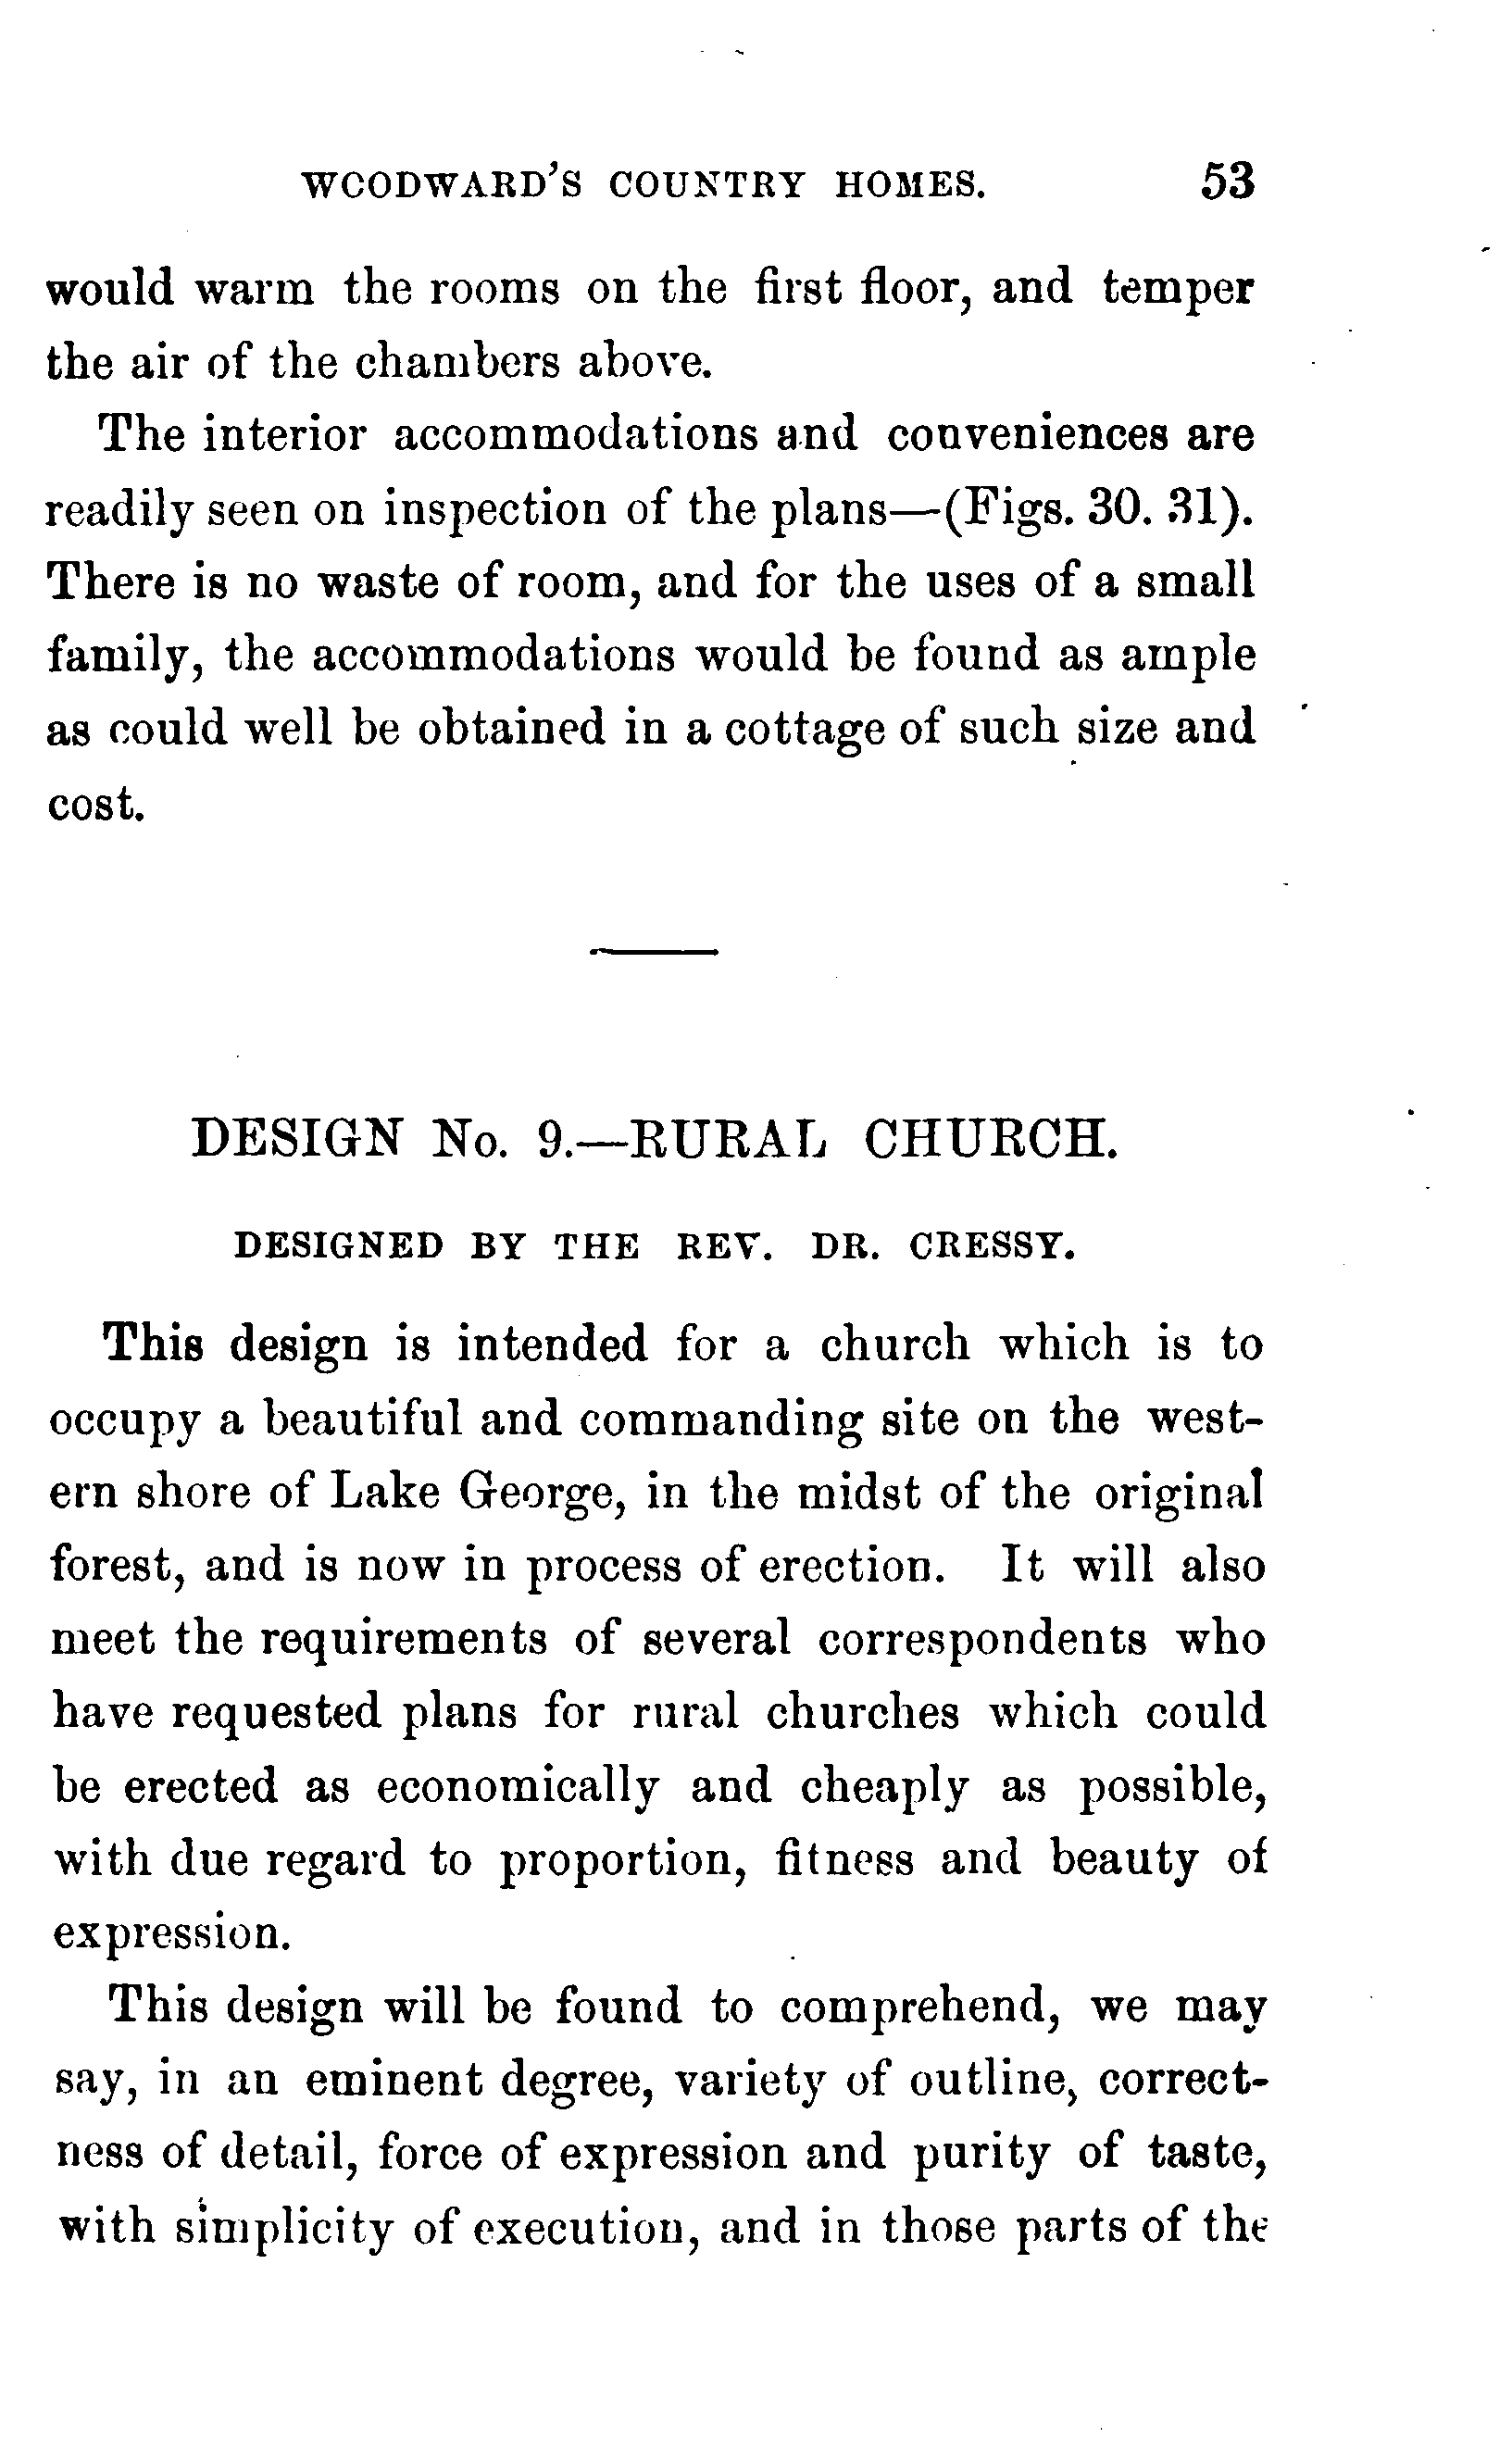 WOODWARD'S COUNTRY HOMES. 53
would warm the rooms on the first floor, and temper
the air of the chambers above.
The interior accommodations and conveniences are
readily seen on inspection of the plans—(Figs. 30. 31).
There is no waste of room, and for the uses of a small
family, the accommodations would be found as ample
as could well be obtained in a cottage of such size and
cost.
DESIGN No. 9.—RURAL CHURCH.
DESIGNED BY THE REV. DR. CRESSY.
This design is intended for a church which is to
occupy a beautiful and commanding site on the west-
ern shore of Lake George, in the midst of the original
forest, and is now in process of erection. It will also
meet the requirements of several correspondents who
have requested plans for rural churches which could
be erected as economically and cheaply as possible,
with due regard to proportion, fitness and beauty of
expression.
This design will be found to comprehend, we may
say, in an eminent degree, variety of outline, correct-
ness of detail, force of expression and purity of taste,
with simplicity of execution, and in those parts of the